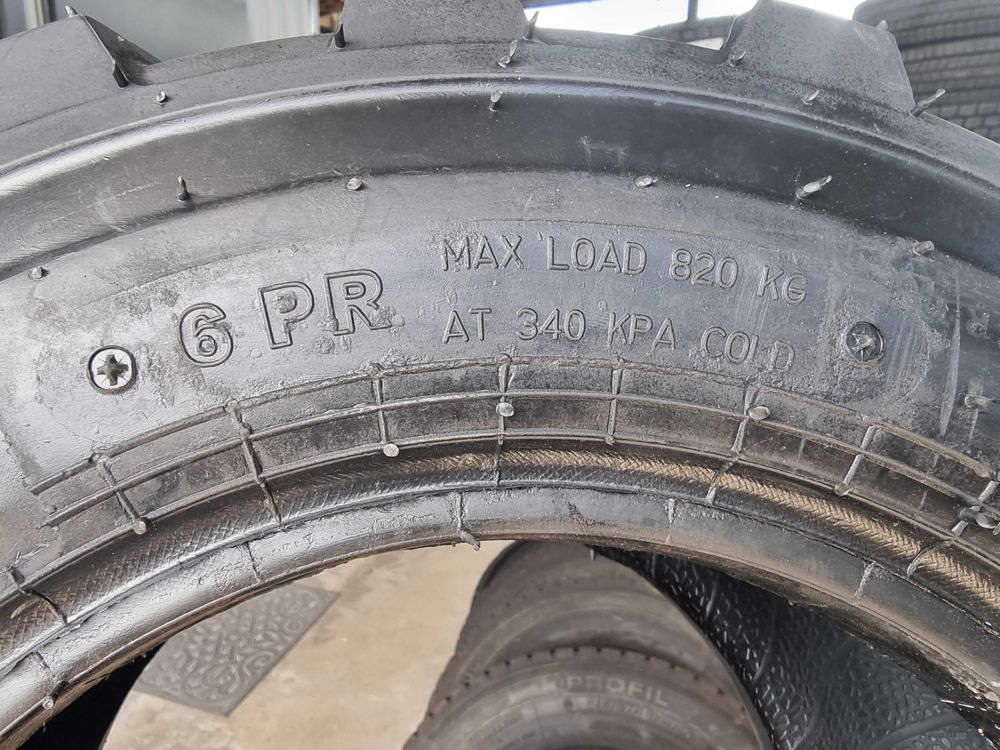 6 PR
MAX LOAD 820 KG
AT 340 KPA COLD
PROFIL